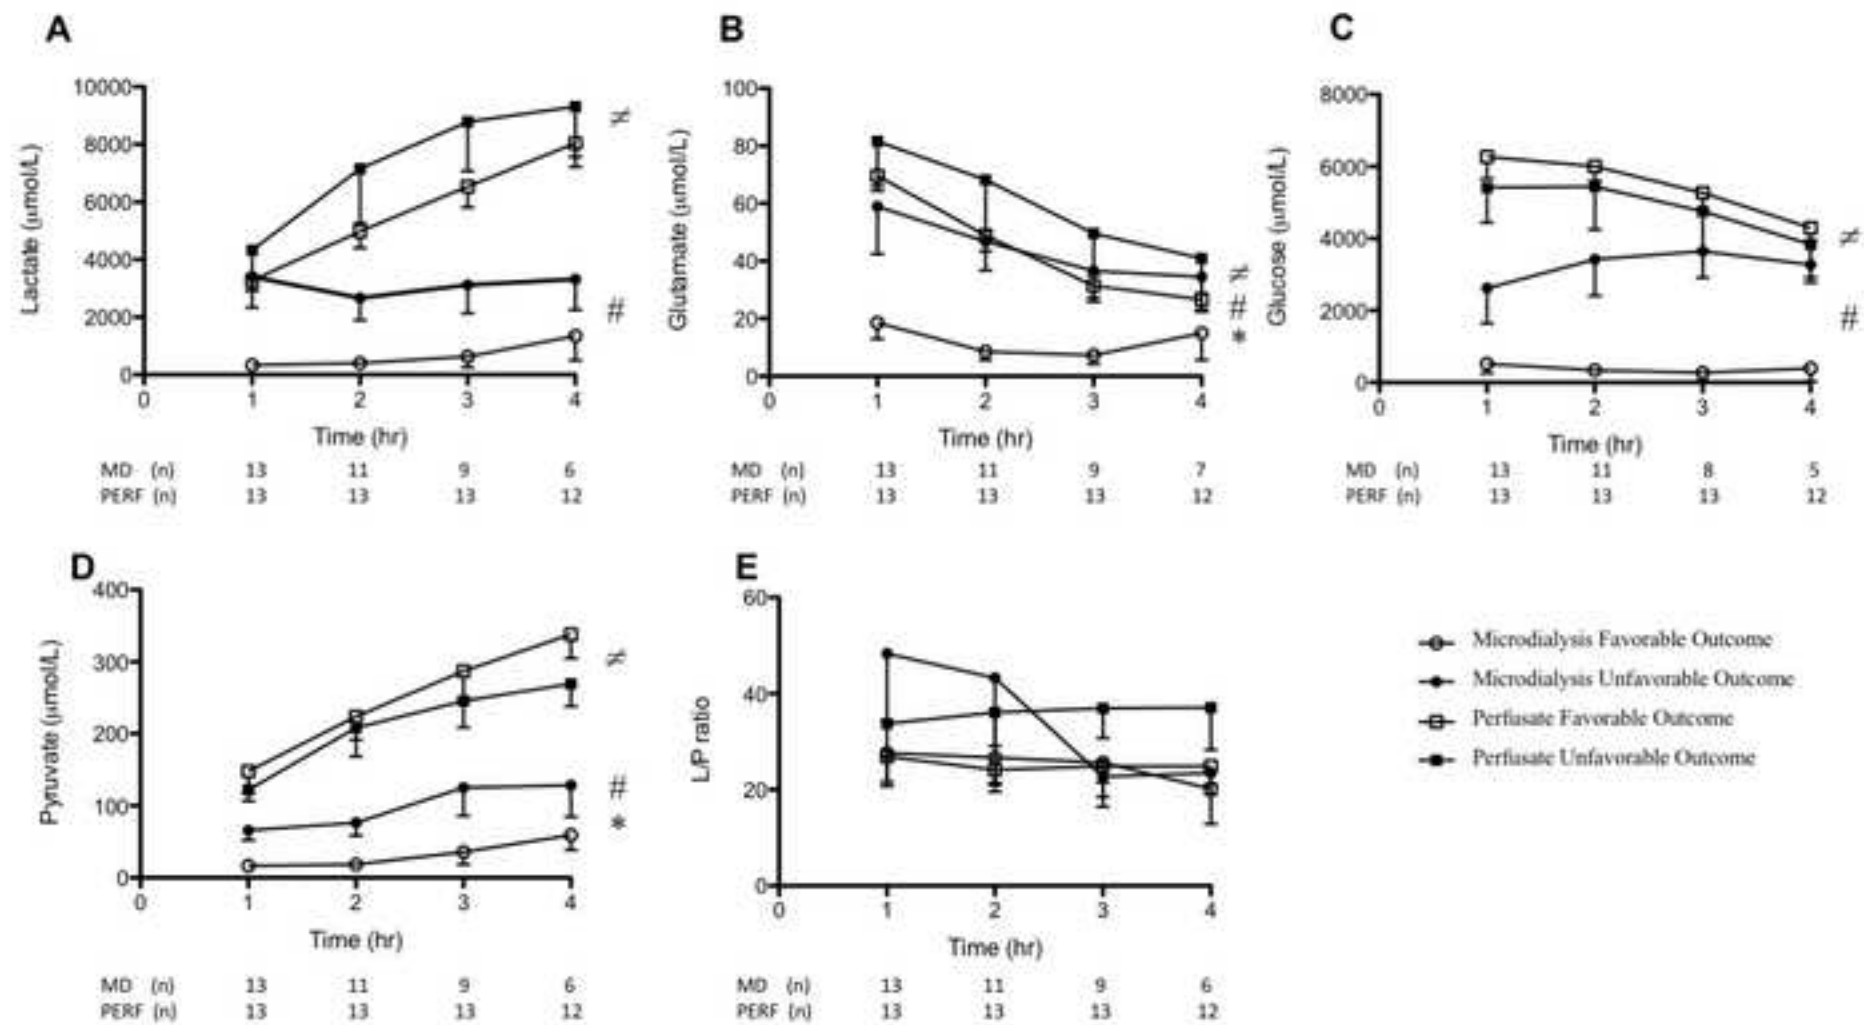 A
Lactate (μmol/L)
10000
8000
6000
4000
2000
0
0 1 2 3 4
Time (hr)
#
MD (n) 13 11 9 6
PERF (n) 13 13 13 12
B
Glutamate (μmol/L)
100
80
60
40
20
0
0 1 2 3 4
Time (hr)
#
*
MD (n) 13 11 9 7
PERF (n) 13 13 13 12
C
Glucose (μmol/L)
8000
6000
4000
2000
0
0 1 2 3 4
Time (hr)
≠
#
MD (n) 13 11 8 5
PERF (n) 13 13 13 12
D
Pyruvate (μmol/L)
400
300
200
100
0
0 1 2 3 4
Time (hr)
#
*
MD (n) 13 11 9 6
PERF (n) 13 13 13 12
E
L/P ratio
60
40
20
0
0 1 2 3 4
Time (hr)
MD (n) 13 11 9 6
PERF (n) 13 13 13 12
Microdialysis Favorable Outcome
Microdialysis Unfavorable Outcome
Perfusate Favorable Outcome
Perfusate Unfavorable Outcome